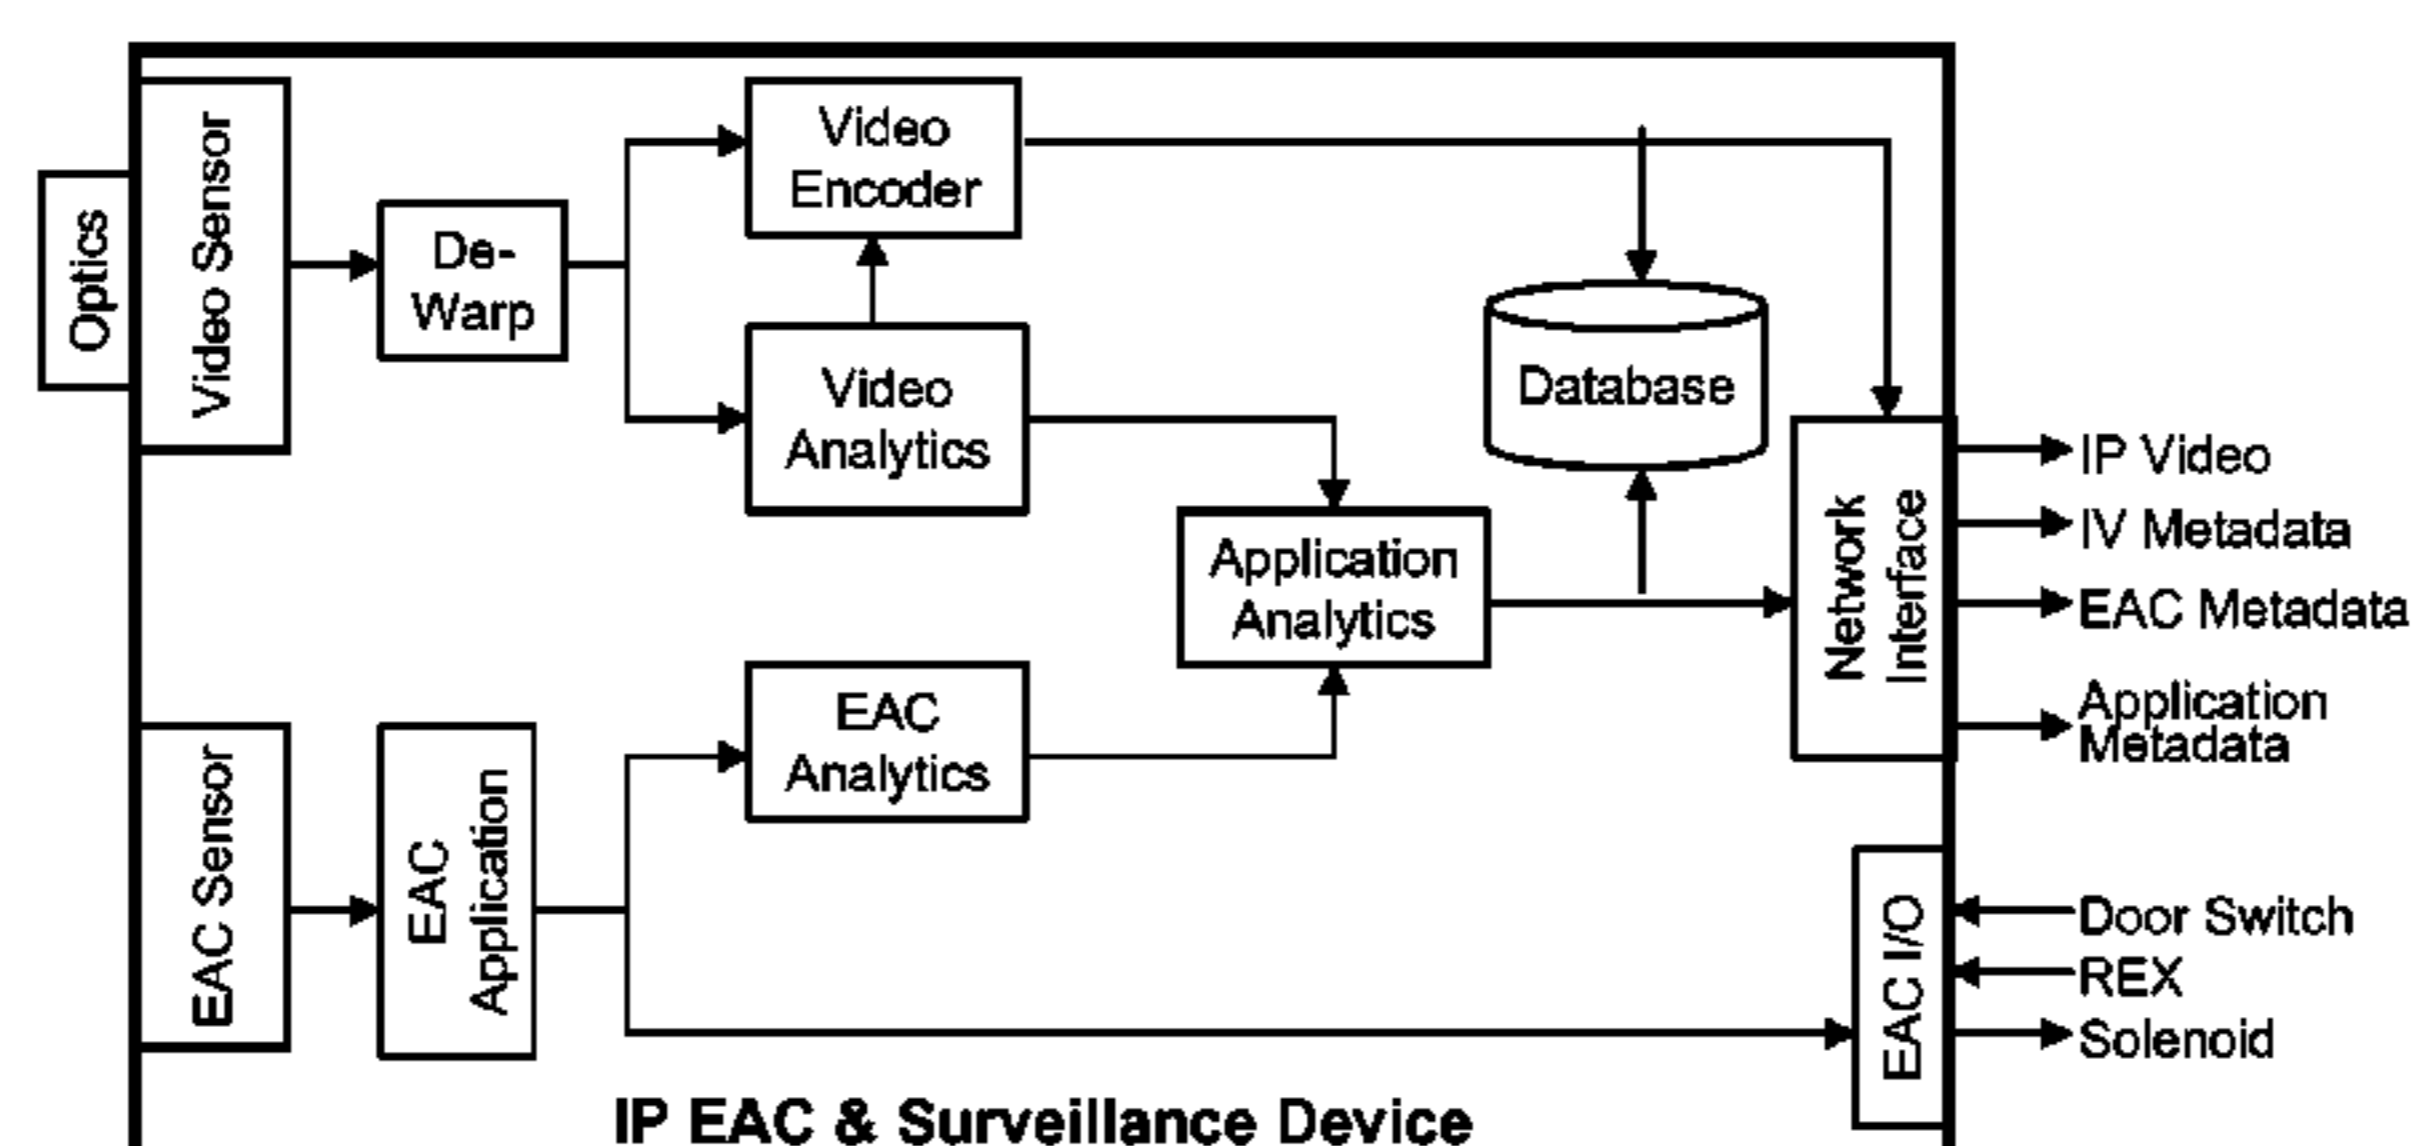 Optics
Video Sensor
De-
Warp
Video
Encoder
Video
Analytics
Database
Application
Analytics
Network
Interface
IP Video
IV Metadata
EAC Metadata
Application
Metadata
EAC Sensor
EAC
Application
EAC
Analytics
EAC I/O
Door Switch
REX
Solenoid
IP EAC & Surveillance Device